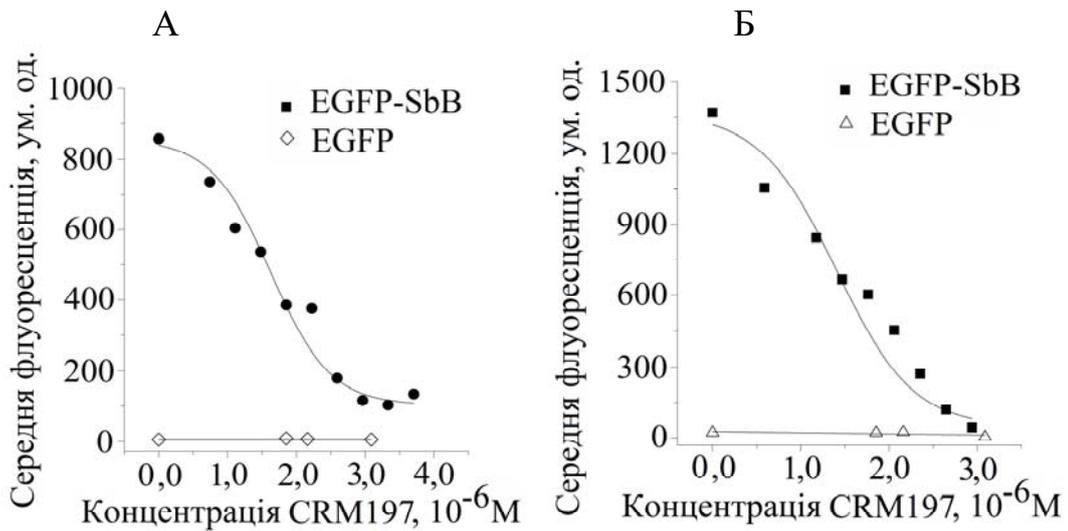 А
Середня флуоресценція, ум. од.
1000
800
600
400
200
0
EGFP-SbB
EGFP
0,0 1,0 2,0 3,0 4,0
Концентрація CRM197, 10⁻⁶М
Б
Середня флуоресценція, ум. од.
1500
1200
900
600
300
0
EGFP-SbB
EGFP
0,0 1,0 2,0 3,0
Концентрація CRM197, 10⁻⁶М